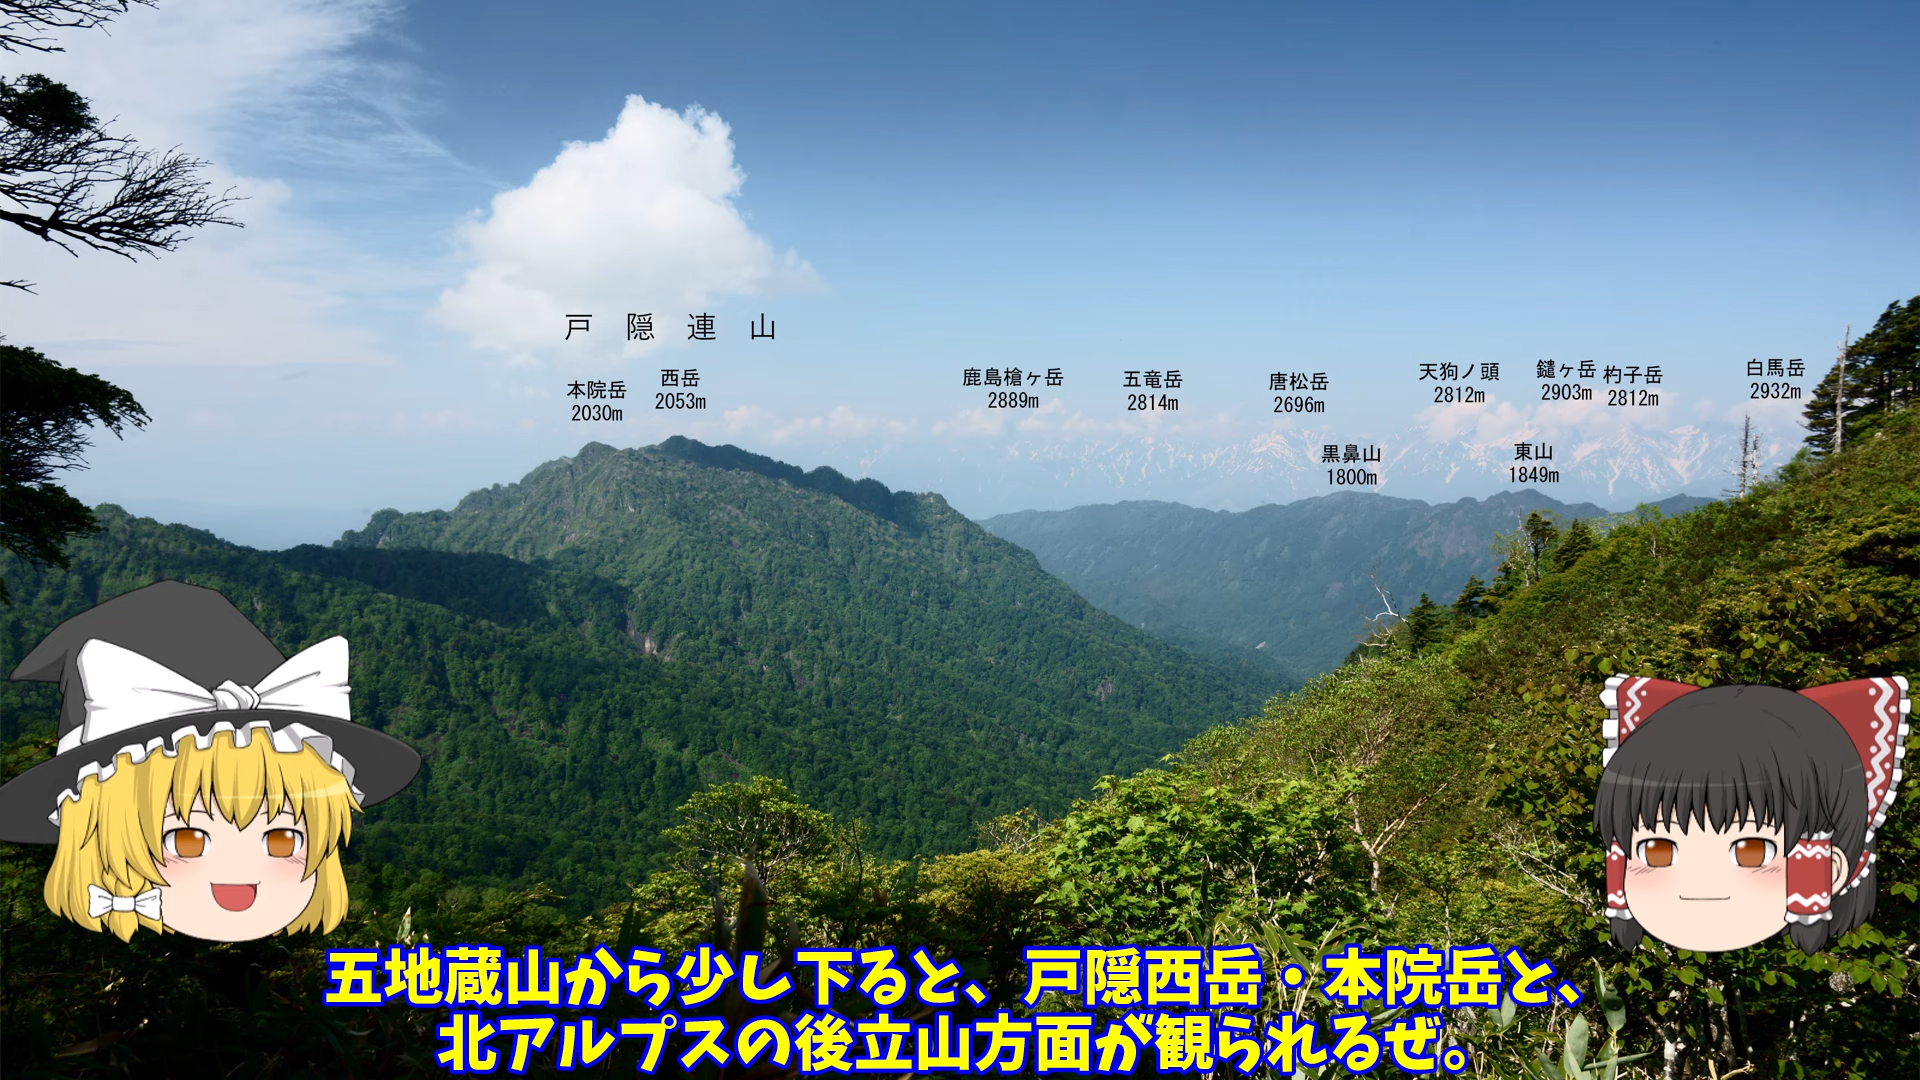 戸隠連山
本院岳
2030m
西岳
2053m
鹿島槍ヶ岳
2889m
五竜岳
2814m
唐松岳
2696m
天狗ノ頭
2812m
鑓ヶ岳
2903m
杓子岳
2812m
白馬岳
2932m
黒鼻山
1800m
東山
1849m
五地蔵山から少し下ると、戸隠西岳・本院岳と、
北アルプスの後立山方面が観られるぜ。